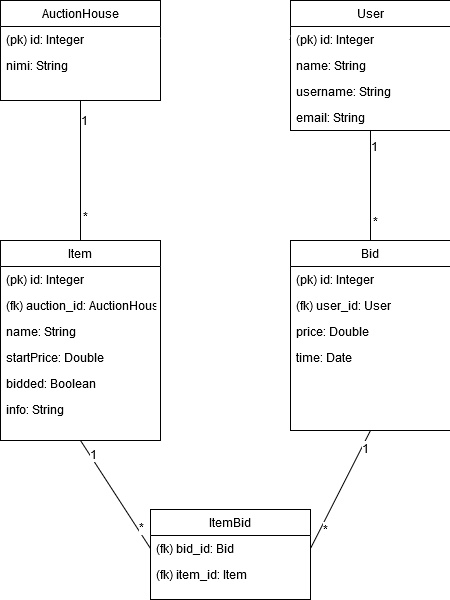 AuctionHouse
(pk) id: Integer
nimi: String
User
(pk) id: Integer
name: String
username: String
email: String
1
*
1
*
Item
(pk) id: Integer
(fk) auction_id: AuctionHous
name: String
startPrice: Double
bidded: Boolean
info: String
Bid
(pk) id: Integer
(fk) user_id: User
price: Double
time: Date
1
*
1
*
ItemBid
(fk) bid_id: Bid
(fk) item_id: Item